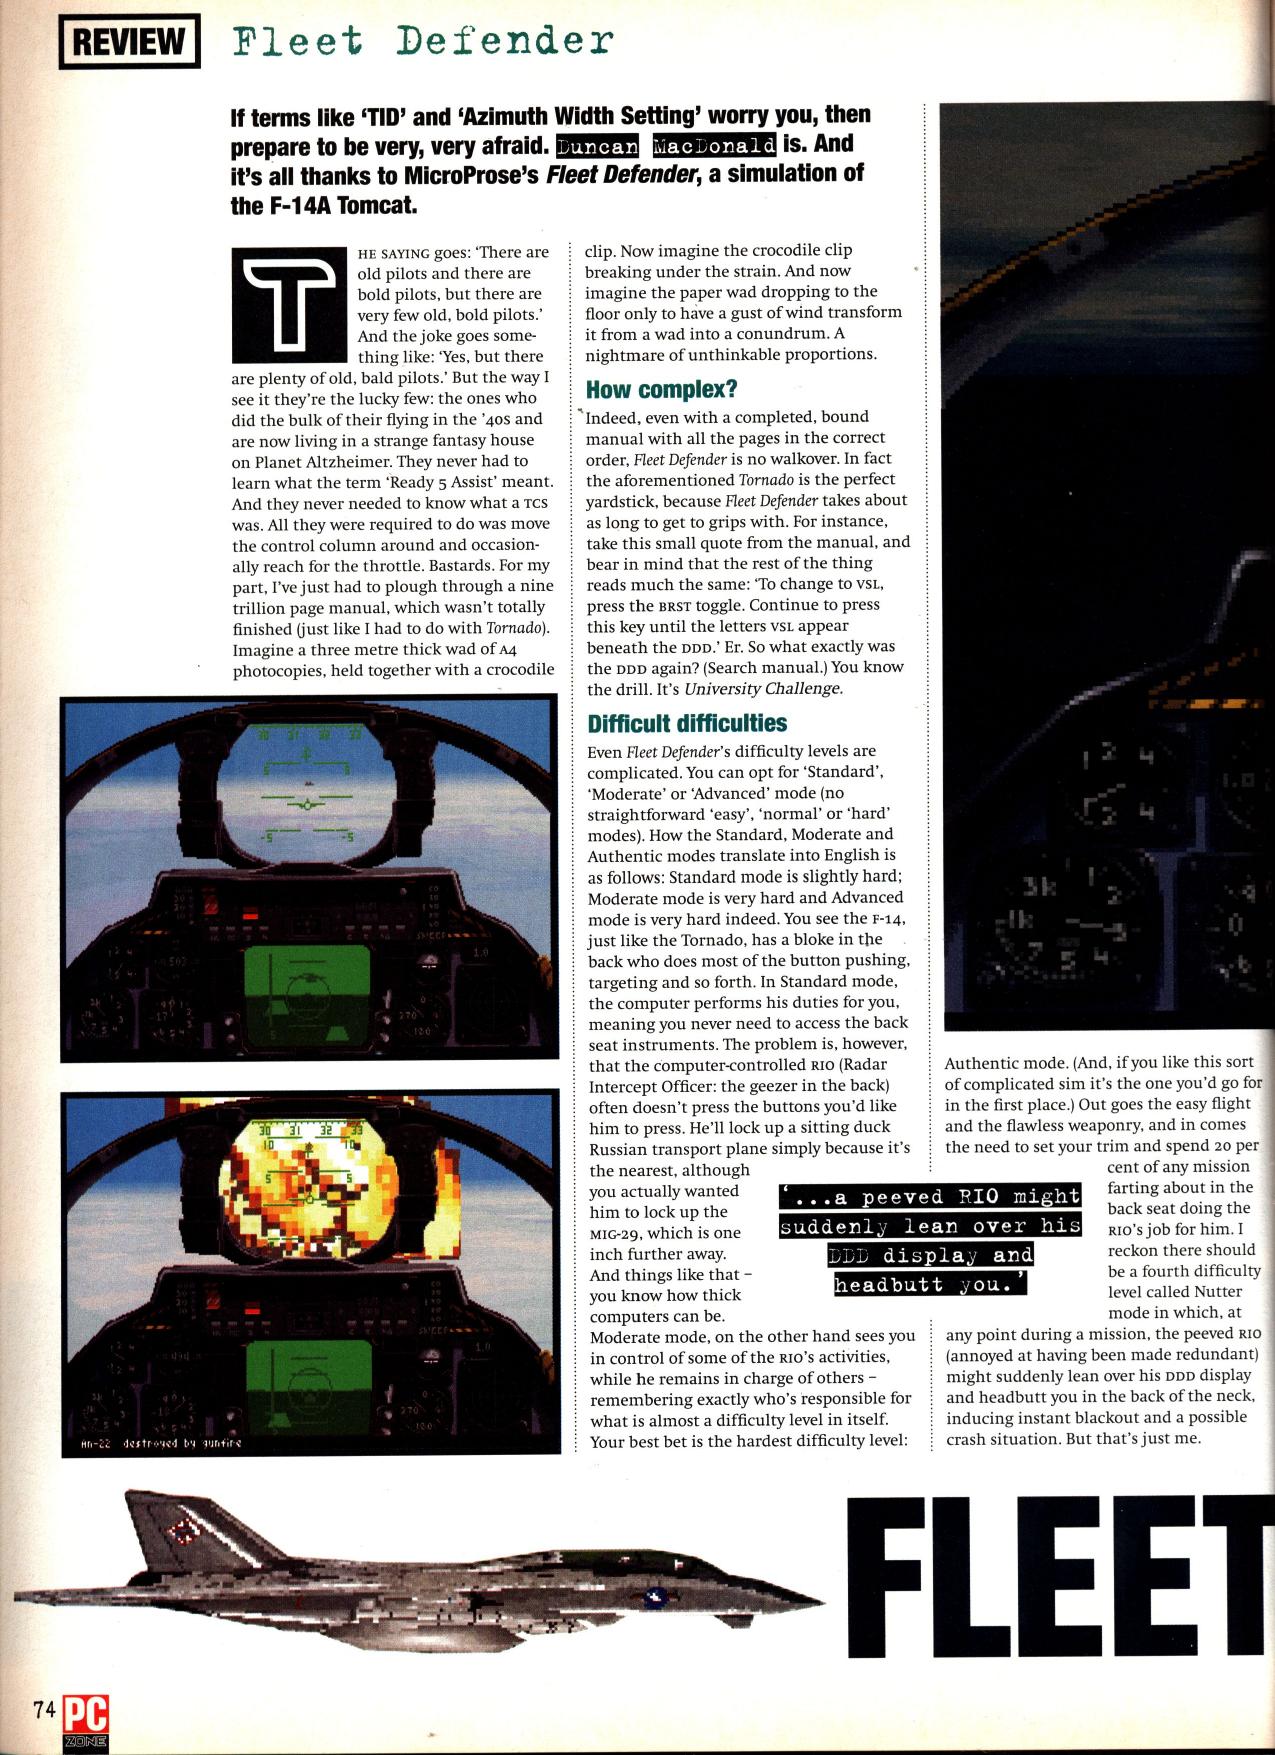 REVIEW Fleet Defender
If terms like ‘TID’ and ‘Azimuth Width Setting’ worry you, then
prepare to be very, very afraid. Duncan MacDonald is. And
it’s all thanks to MicroProse’s Fleet Defender, a simulation of
the F-14A Tomcat.
THE SAYING goes: ‘There are
old pilots and there are
bold pilots, but there are
very few old, bold pilots.’
And the joke goes some-
thing like: ‘Yes, but there
are plenty of old, bald pilots.’ But the way I
see it they’re the lucky few: the ones who
did the bulk of their flying in the ’40s and
are now living in a strange fantasy house
on Planet Altzheimer. They never had to
learn what the term ‘Ready 5 Assist’ meant.
And they never needed to know what a TCS
was. All they were required to do was move
the control column around and occasion-
ally reach for the throttle. Bastards. For my
part, I’ve just had to plough through a nine
trillion page manual, which wasn’t totally
finished (just like I had to do with Tornado).
Imagine a three metre thick wad of A4
photocopies, held together with a crocodile
clip. Now imagine the crocodile clip
breaking under the strain. And now
imagine the paper wad dropping to the
floor only to have a gust of wind transform
it from a wad into a conundrum. A
nightmare of unthinkable proportions.
How complex?
Indeed, even with a completed, bound
manual with all the pages in the correct
order, Fleet Defender is no walkover. In fact
the aforementioned Tornado is the perfect
yardstick, because Fleet Defender takes about
as long to get to grips with. For instance,
take this small quote from the manual, and
bear in mind that the rest of the thing
reads much the same: ‘To change to VSL,
press the BRST toggle. Continue to press
this key until the letters VSL appear
beneath the DDD.’ Er. So what exactly was
the DDD again? (Search manual.) You know
the drill. It’s University Challenge.
Difficult difficulties
Even Fleet Defender’s difficulty levels are
complicated. You can opt for ‘Standard’,
‘Moderate’ or ‘Advanced’ mode (no
straightforward ‘easy’, ‘normal’ or ‘hard’
modes). How the Standard, Moderate and
Authentic modes translate into English is
as follows: Standard mode is slightly hard;
Moderate mode is very hard and Advanced
mode is very hard indeed. You see the F-14,
just like the Tornado, has a bloke in the
back who does most of the button pushing,
targeting and so forth. In Standard mode,
the computer performs his duties for you,
meaning you never need to access the back
seat instruments. The problem is, however,
that the computer-controlled RIO (Radar
Intercept Officer: the geezer in the back)
often doesn’t press the buttons you’d like
him to press. He’ll lock up a sitting duck
Russian transport plane simply because it’s
the nearest, although
you actually wanted
him to lock up the
MIG-29, which is one
inch further away.
And things like that –
you know how thick
computers can be.
Moderate mode, on the other hand sees you
in control of some of the RIO’s activities,
while he remains in charge of others –
remembering exactly who’s responsible for
what is almost a difficulty level in itself.
Your best bet is the hardest difficulty level:
‘...a peeved RIO might
suddenly lean over his
DDD display and
headbutt you.’
Authentic mode. (And, if you like this sort
of complicated sim it’s the one you’d go for
in the first place.) Out goes the easy flight
and the flawless weaponry, and in comes
the need to set your trim and spend 20 per
cent of any mission
farting about in the
back seat doing the
RIO’s job for him. I
reckon there should
be a fourth difficulty
level called Nutter
mode in which, at
any point during a mission, the peeved RIO
(annoyed at having been made redundant)
might suddenly lean over his DDD display
and headbutt you in the back of the neck,
inducing instant blackout and a possible
crash situation. But that’s just me.
30 31 32 33
5 5
-5 -5
30 31 32 33
10 10
5 5
An-22 destroyed by gunfire
FLEET
74 PC
ZONE